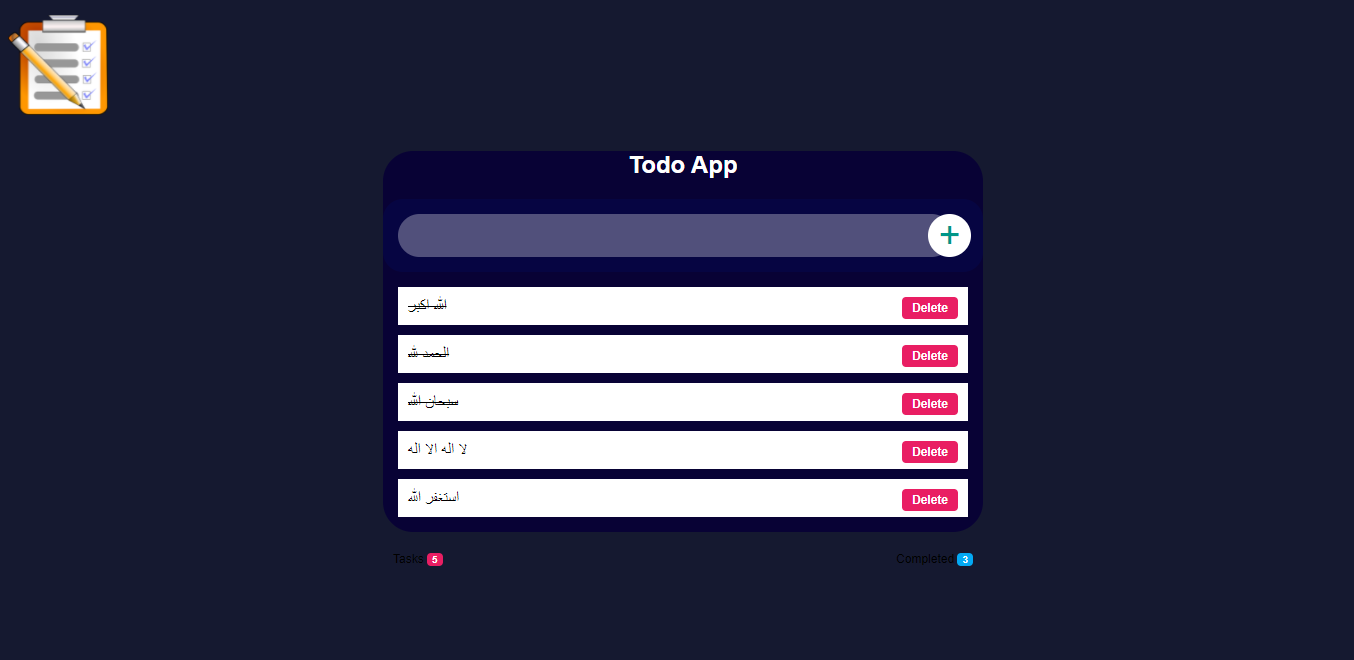 Todo App
+
الله اكبر
Delete
الحمد لله
Delete
سبحان الله
Delete
لا اله الا اله
Delete
استغفر الله
Delete
Tasks 5
Completed 3